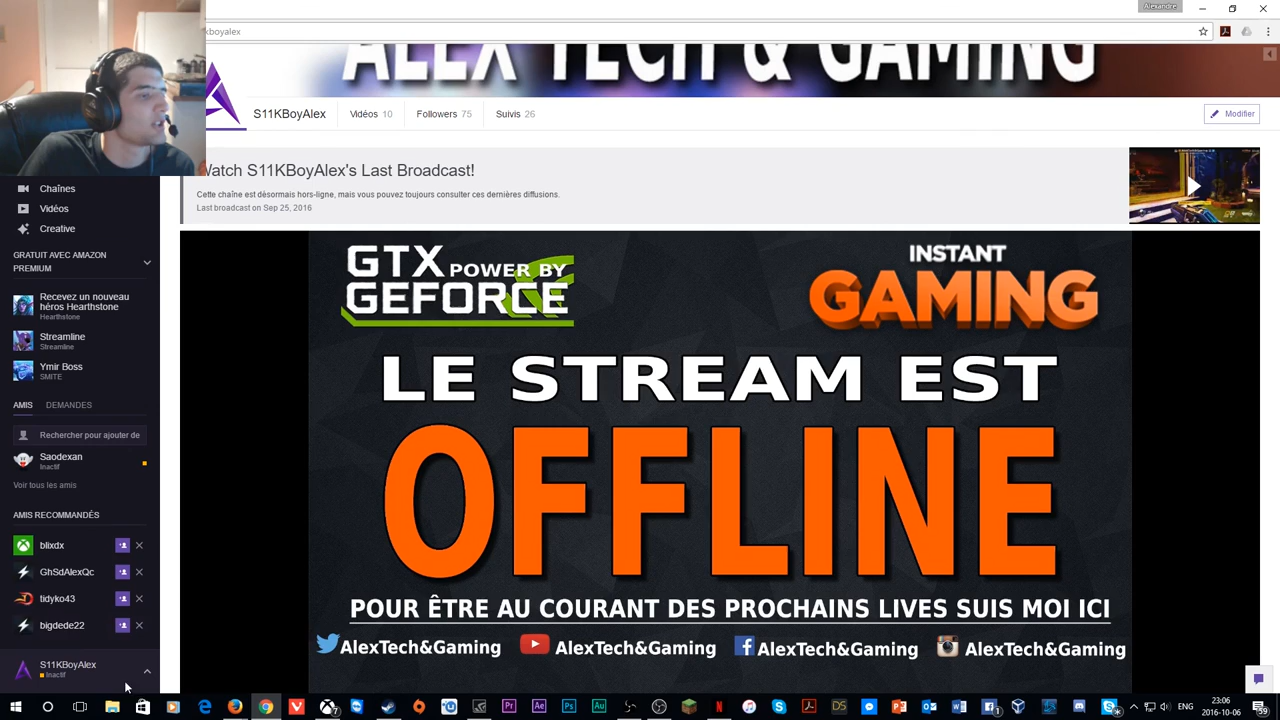 Alexandre
kboyalex
ALEX TECH & GAMING
S11KBoyAlex
Vidéos 10
Followers 75
Suivis 26
Modifier
Watch S11KBoyAlex's Last Broadcast!
Cette chaîne est désormais hors-ligne, mais vous pouvez toujours consulter ces dernières diffusions.
Last broadcast on Sep 25, 2016
Chaînes
Vidéos
Creative
GRATUIT AVEC AMAZON
PREMIUM
Recevez un nouveau
héros Hearthstone
Hearthstone
Streamline
Streamline
Ymir Boss
SMITE
AMIS DEMANDES
Rechercher pour ajouter de
Saodexan
Inactif
Voir tous les amis
AMIS RECOMMANDÉS
blixdx
GhSdAlexQc
tidyko43
bigdede22
S11KBoyAlex
Inactif
GTX POWER BY
GEFORCE
INSTANT
GAMING
LE STREAM EST
OFFLINE
POUR ÊTRE AU COURANT DES PROCHAINS LIVES SUIS MOI ICI
AlexTech&Gaming
AlexTech&Gaming
AlexTech&Gaming
AlexTech&Gaming
ENG
23:06
2016-10-06